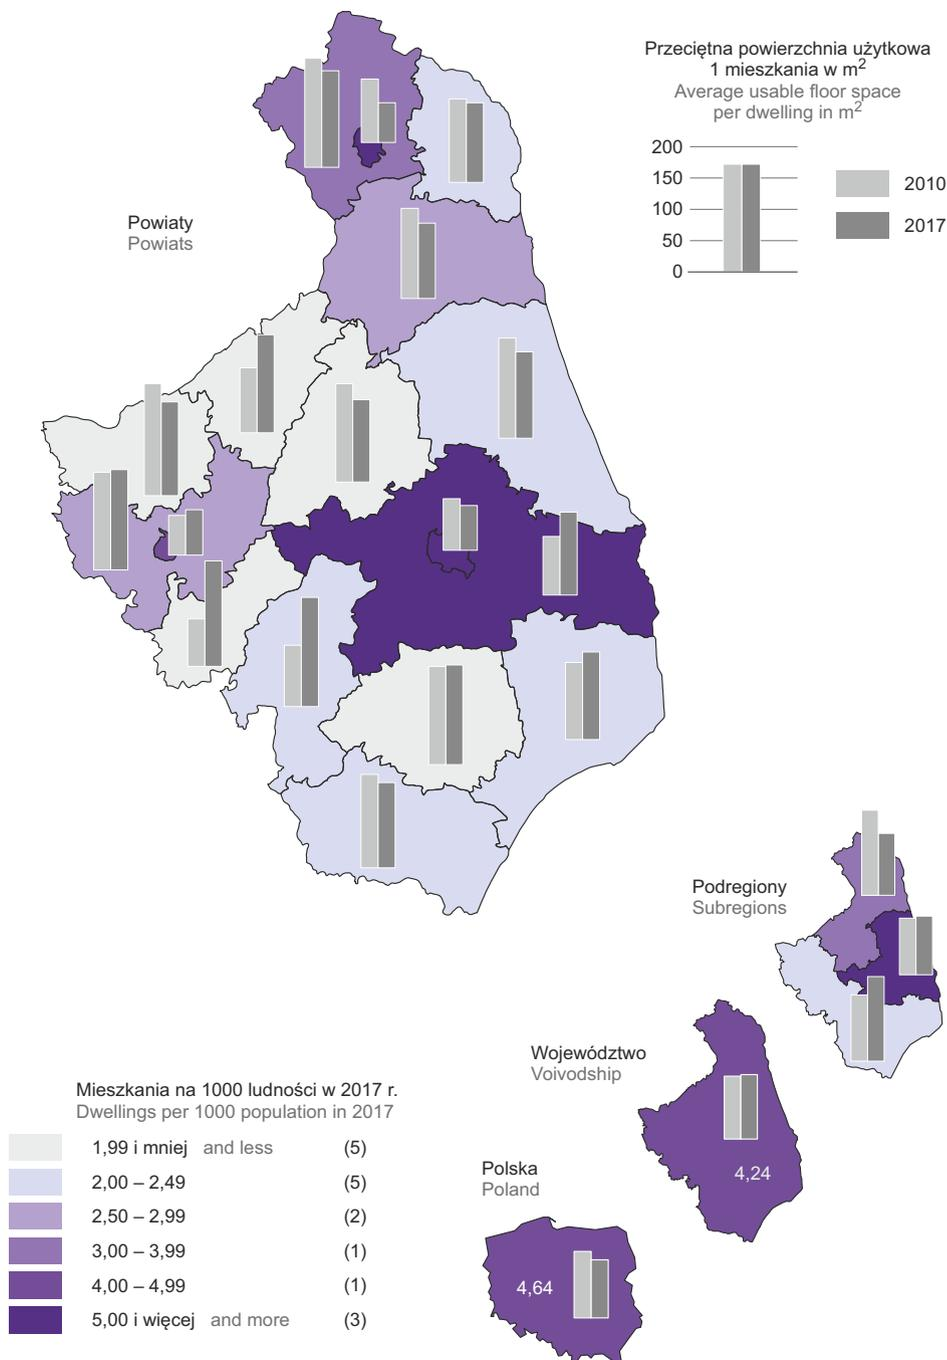 Przeciętna powierzchnia użytkowa
1 mieszkania w m²
Average usable floor space
per dwelling in m²
200
150
100
50
0
2010
2017
Powiaty
Powiats
Podregiony
Subregions
Województwo
Voivodship
4,24
Polska
Poland
4,64
Mieszkania na 1000 ludności w 2017 r.
Dwellings per 1000 population in 2017
1,99 i mniej and less (5)
2,00 – 2,49 (5)
2,50 – 2,99 (2)
3,00 – 3,99 (1)
4,00 – 4,99 (1)
5,00 i więcej and more (3)